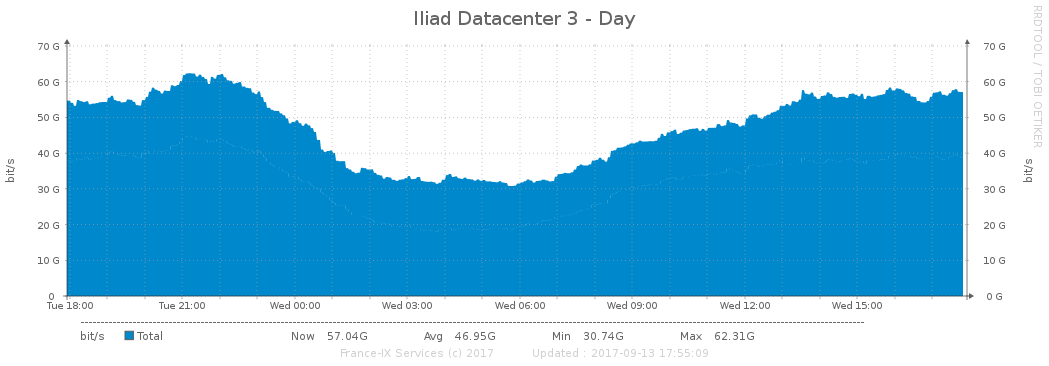 Iliad Datacenter 3 - Day
RRDTOOL / TOBI OETIKER
bit/s
70 G 70 G
60 G 60 G
50 G 50 G
40 G 40 G
30 G 30 G
20 G 20 G
10 G 10 G
0 0 G
bit/s
Tue 18:00 Tue 21:00 Wed 00:00 Wed 03:00 Wed 06:00 Wed 09:00 Wed 12:00 Wed 15:00
bit/s Total Now 57.04G Avg 46.95G Min 30.74G Max 62.31G
France-IX Services (c) 2017 Updated : 2017-09-13 17:55:09